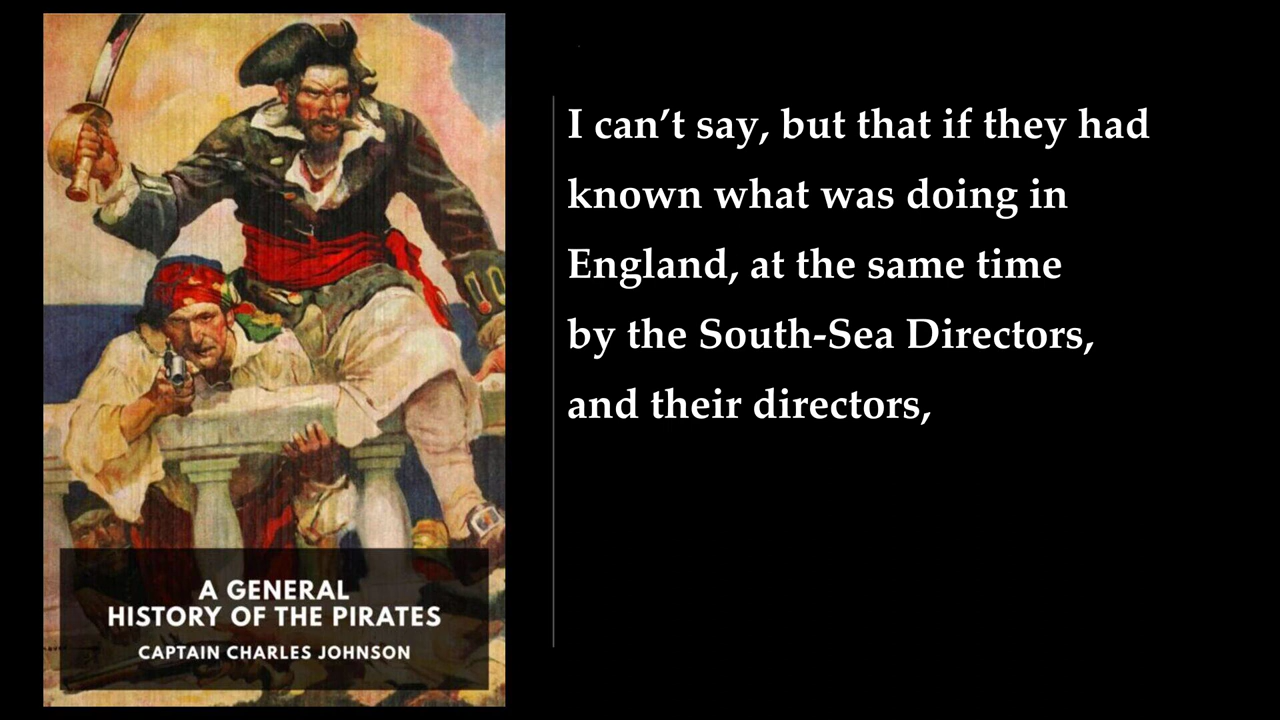 A GENERAL
HISTORY OF THE PIRATES
CAPTAIN CHARLES JOHNSON
I can’t say, but that if they had
known what was doing in
England, at the same time
by the South-Sea Directors,
and their directors,